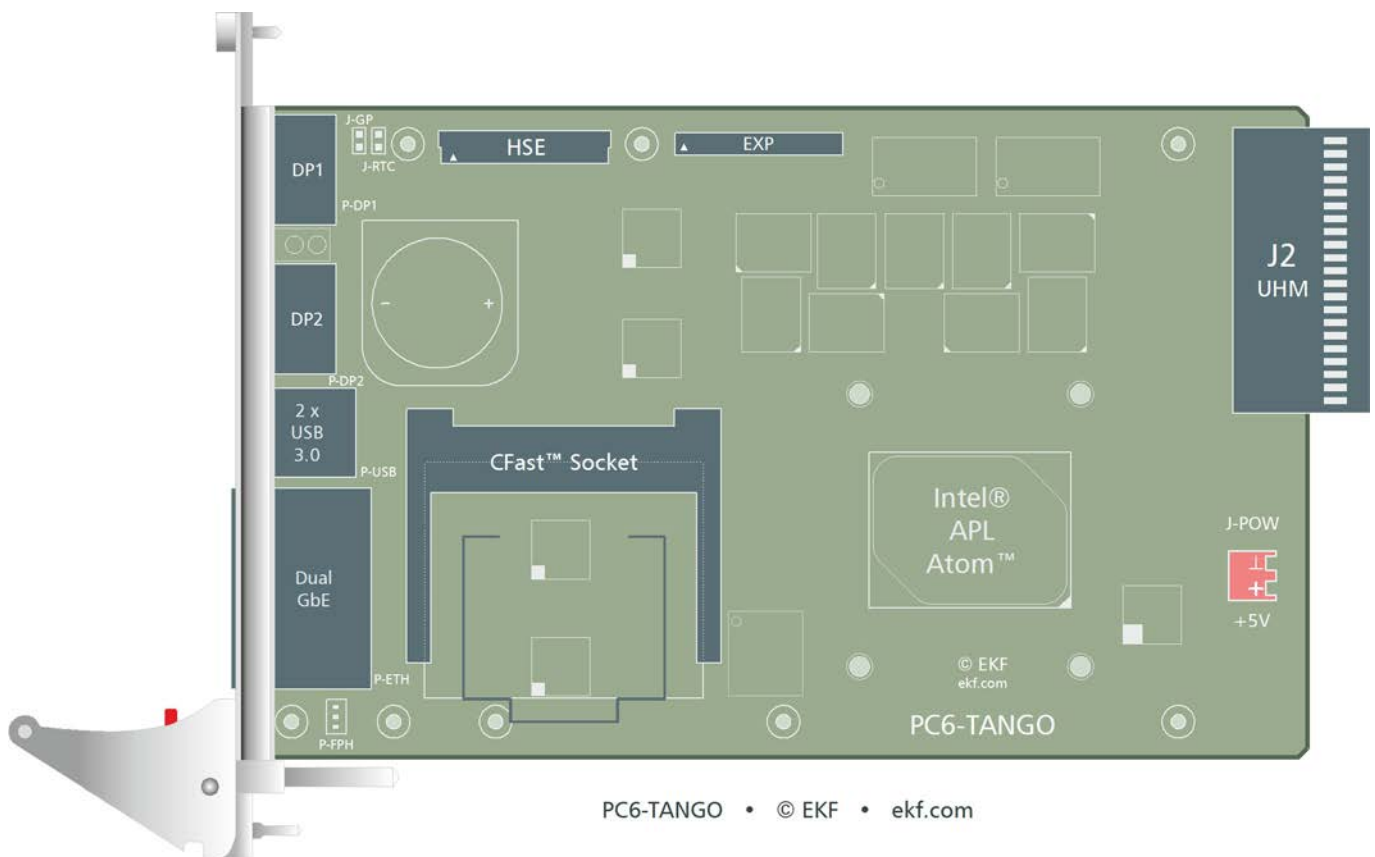 J-GP
J-RTC
HSE
EXP
DP1
P-DP1
J2
UHM
- +
DP2
P-DP2
2 x
USB
3.0
P-USB
CFast™ Socket
Intel®
APL
Atom™
J-POW
+
+5V
Dual
GbE
P-ETH
© EKF
ekf.com
PC6-TANGO
P-FPH
PC6-TANGO • © EKF • ekf.com